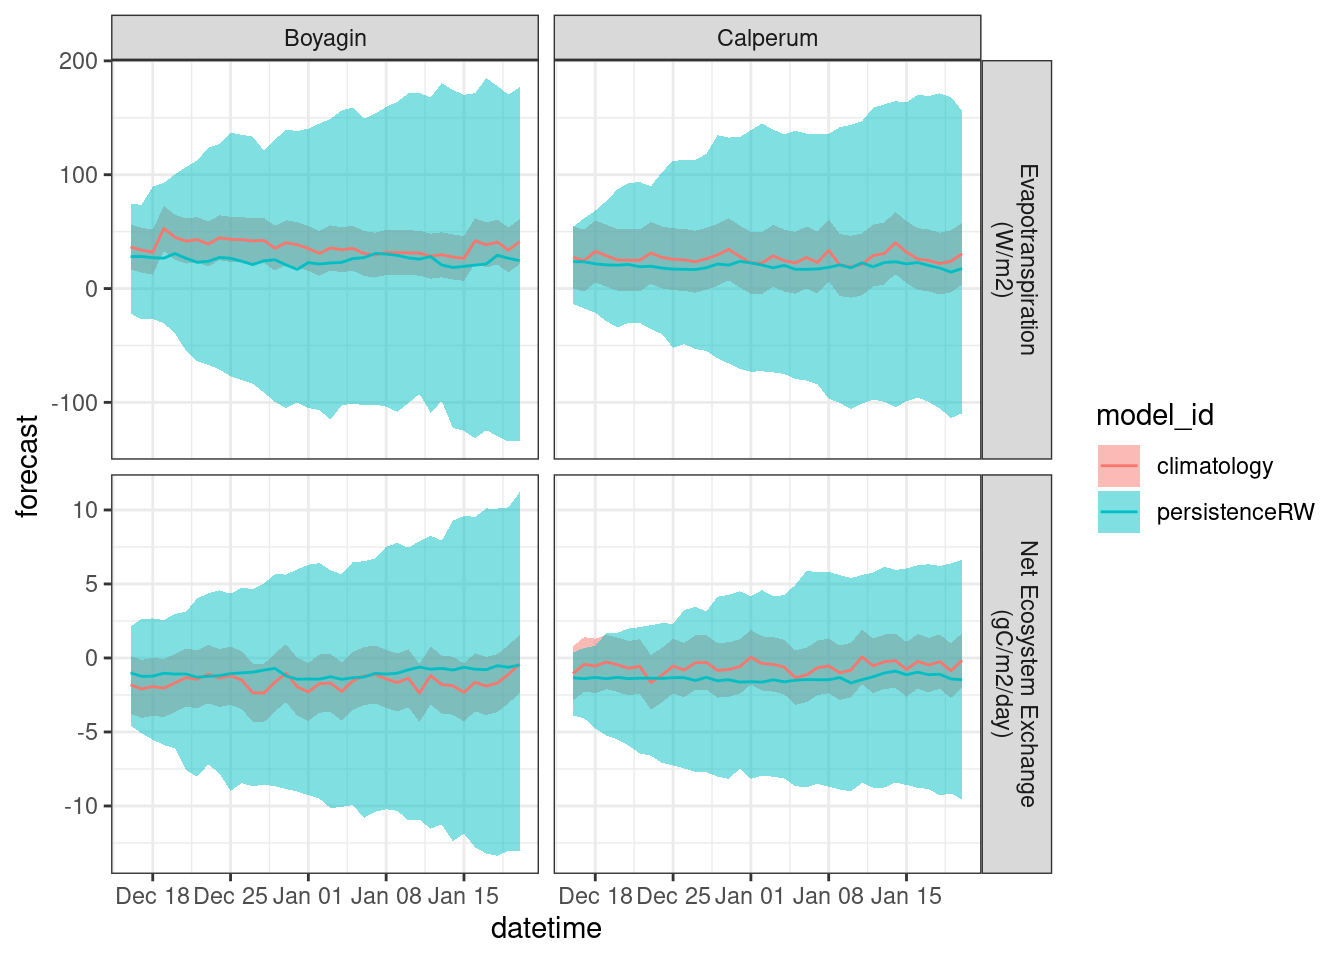 Boyagin
Calperum
200
100
0
-100
Evapotranspiration
(W/m2)
10
5
0
-5
-10
Net Ecosystem Exchange
(gC/m2/day)
Dec 18 Dec 25 Jan 01 Jan 08 Jan 15
Dec 18 Dec 25 Jan 01 Jan 08 Jan 15
datetime
forecast
model_id
climatology
persistenceRW